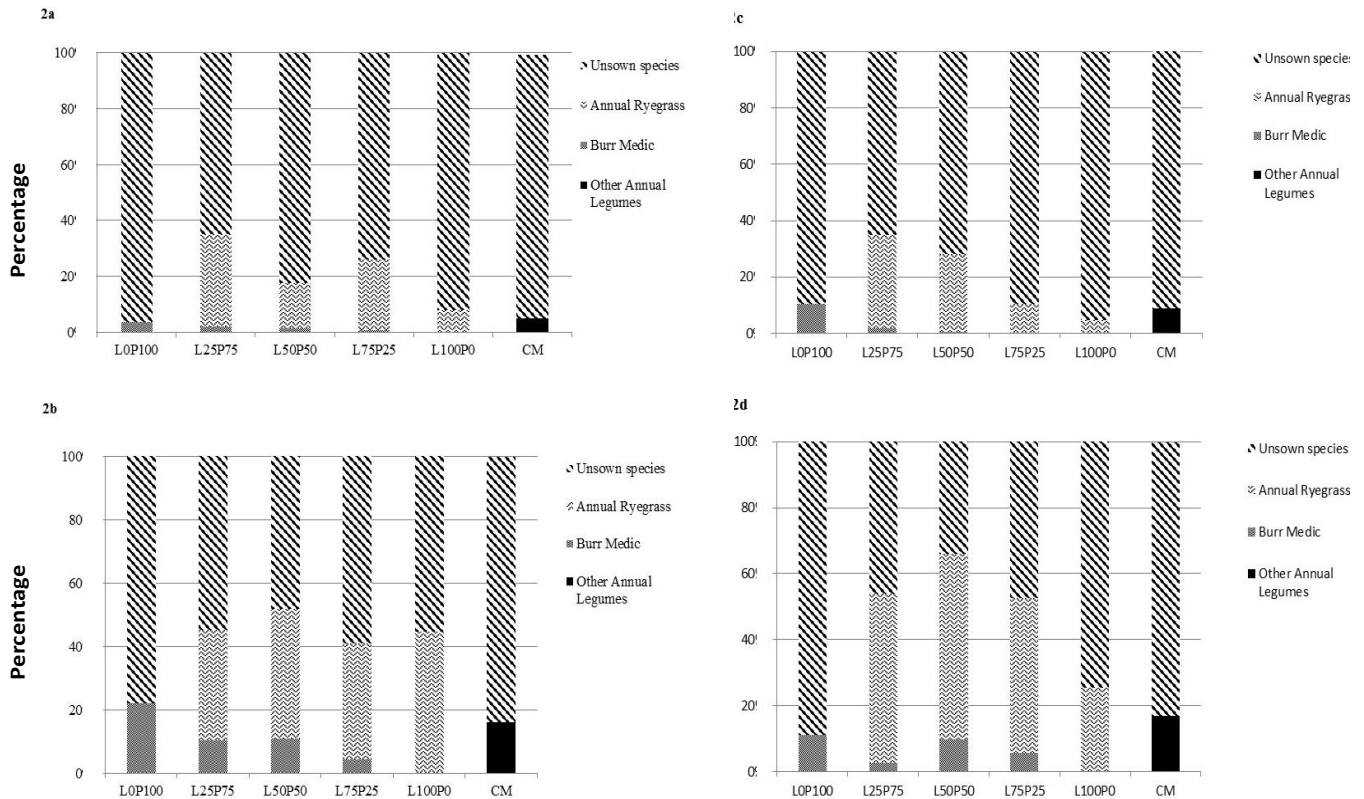 2a
Percentage
100'
80'
60'
40'
20'
0'
L0P100 L25P75 L50P50 L75P25 L100P0 CM
Unsown species
Annual Ryegrass
Burr Medic
Other Annual
Legumes
:c
100%
80%
60%
40%
20%
0%
L0P100 L25P75 L50P50 L75P25 L100P0 CM
Unsown species
Annual Ryegras
Burr Medic
Other Annual
Legumes
2b
Percentage
100
80
60
40
20
0
L0P100 L25P75 L50P50 L75P25 L100P0 CM
Unsown species
Annual Ryegrass
Burr Medic
Other Annual
Legumes
2d
100%
80%
60%
40%
20%
0%
L0P100 L25P75 L50P50 L75P25 L100P0 CM
Unsown species
Annual Ryegrass
Burr Medic
Other Annual
Legumes